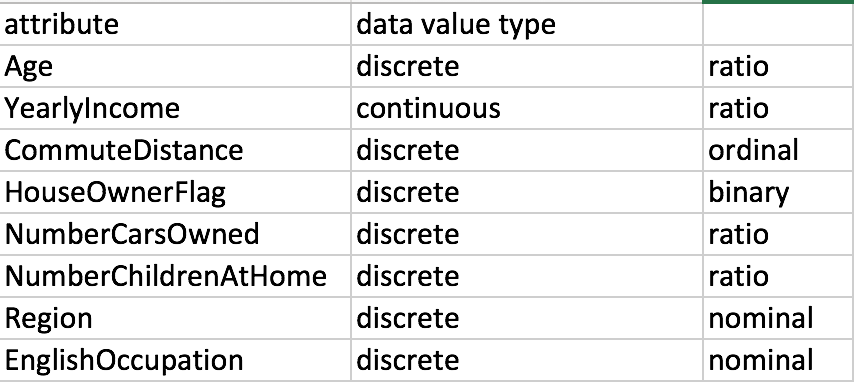 attribute data value type
Age discrete ratio
YearlyIncome continuous ratio
CommuteDistance discrete ordinal
HouseOwnerFlag discrete binary
NumberCarsOwned discrete ratio
NumberChildrenAtHome discrete ratio
Region discrete nominal
EnglishOccupation discrete nominal